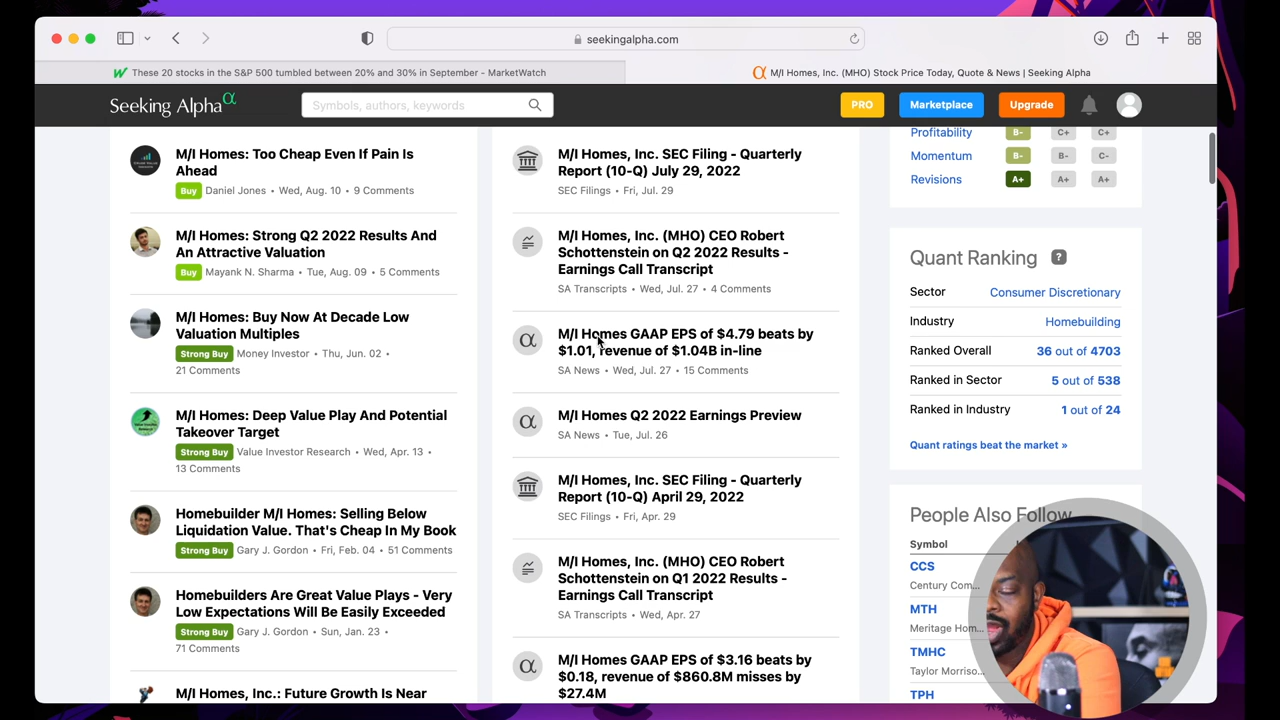 seekingalpha.com
These 20 stocks in the S&P 500 tumbled between 20% and 30% in September - MarketWatch
M/I Homes, Inc. (MHO) Stock Price Today, Quote & News | Seeking Alpha
Seeking Alpha α
Symbols, authors, keywords
PRO
Marketplace
Upgrade
M/I Homes: Too Cheap Even If Pain Is
Ahead
Buy Daniel Jones • Wed, Aug. 10 • 9 Comments
M/I Homes: Strong Q2 2022 Results And
An Attractive Valuation
Buy Mayank N. Sharma • Tue, Aug. 09 • 5 Comments
M/I Homes: Buy Now At Decade Low
Valuation Multiples
Strong Buy Money Investor • Thu, Jun. 02 •
21 Comments
M/I Homes: Deep Value Play And Potential
Takeover Target
Strong Buy Value Investor Research • Wed, Apr. 13 •
13 Comments
Homebuilder M/I Homes: Selling Below
Liquidation Value. That's Cheap In My Book
Strong Buy Gary J. Gordon • Fri, Feb. 04 • 51 Comments
Homebuilders Are Great Value Plays - Very
Low Expectations Will Be Easily Exceeded
Strong Buy Gary J. Gordon • Sun, Jan. 23 •
71 Comments
M/I Homes, Inc.: Future Growth Is Near
M/I Homes, Inc. SEC Filing - Quarterly
Report (10-Q) July 29, 2022
SEC Filings • Fri, Jul. 29
M/I Homes, Inc. (MHO) CEO Robert
Schottenstein on Q2 2022 Results -
Earnings Call Transcript
SA Transcripts • Wed, Jul. 27 • 4 Comments
α
M/I Homes GAAP EPS of $4.79 beats by
$1.01, revenue of $1.04B in-line
SA News • Wed, Jul. 27 • 15 Comments
α
M/I Homes Q2 2022 Earnings Preview
SA News • Tue, Jul. 26
M/I Homes, Inc. SEC Filing - Quarterly
Report (10-Q) April 29, 2022
SEC Filings • Fri, Apr. 29
M/I Homes, Inc. (MHO) CEO Robert
Schottenstein on Q1 2022 Results -
Earnings Call Transcript
SA Transcripts • Wed, Apr. 27
α
M/I Homes GAAP EPS of $3.16 beats by
$0.18, revenue of $860.8M misses by
$27.4M
Profitability B- C+ C+
Momentum B- B- C-
Revisions A+ A+ A+
Quant Ranking ?
Sector Consumer Discretionary
Industry Homebuilding
Ranked Overall 36 out of 4703
Ranked in Sector 5 out of 538
Ranked in Industry 1 out of 24
Quant ratings beat the market »
People Also Follow
Symbol
CCS
Century Com...
MTH
Meritage Hom...
TMHC
Taylor Morriso...
TPH